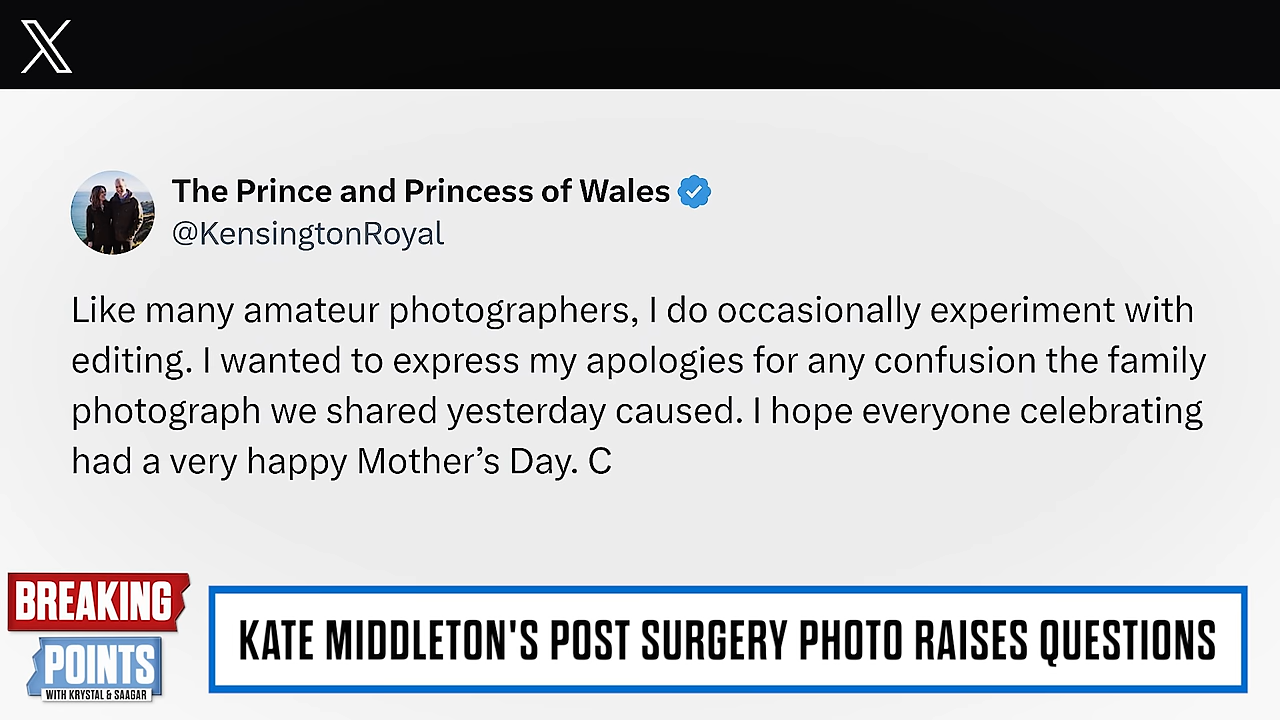 The Prince and Princess of Wales
@KensingtonRoyal
Like many amateur photographers, I do occasionally experiment with
editing. I wanted to express my apologies for any confusion the family
photograph we shared yesterday caused. I hope everyone celebrating
had a very happy Mother’s Day. C
BREAKING
POINTS
WITH KRYSTAL & SAAGAR
KATE MIDDLETON'S POST SURGERY PHOTO RAISES QUESTIONS